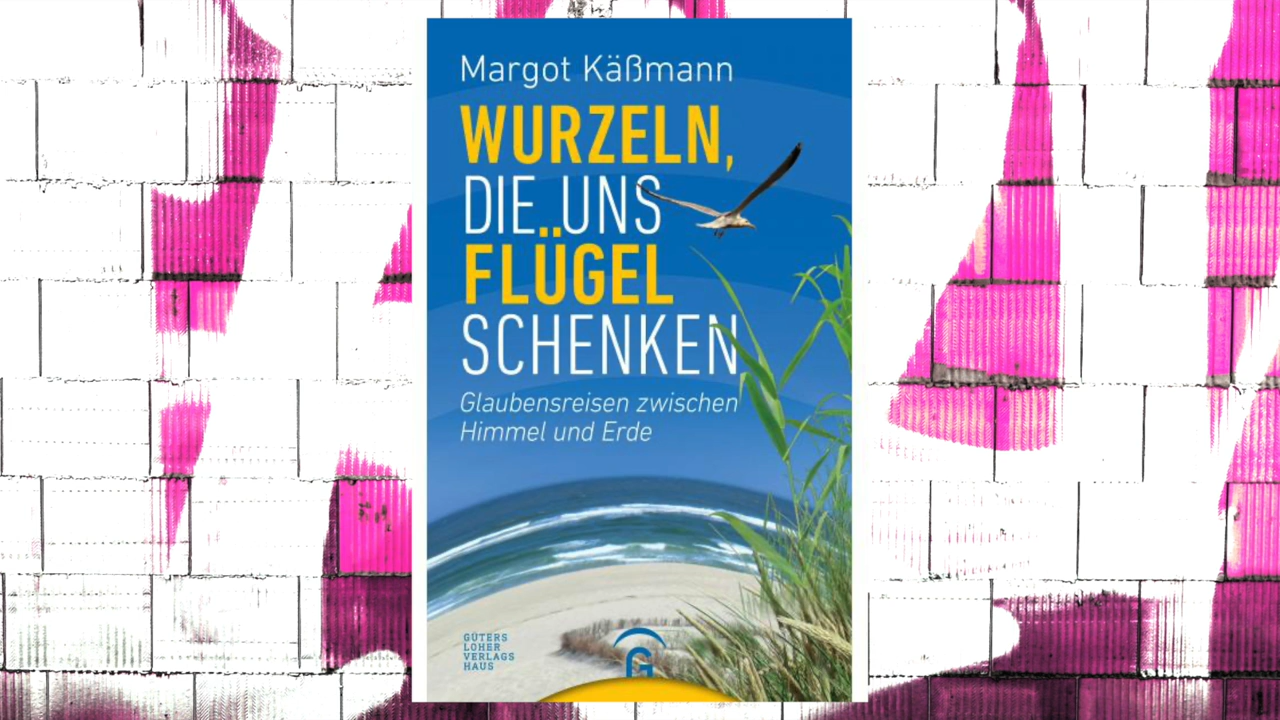 Margot Käßmann
WURZELN,
DIE UNS
FLÜGEL
SCHENKEN
Glaubensreisen zwischen
Himmel und Erde
GÜTERS
LOHER
VERLAGS
HAUS
G